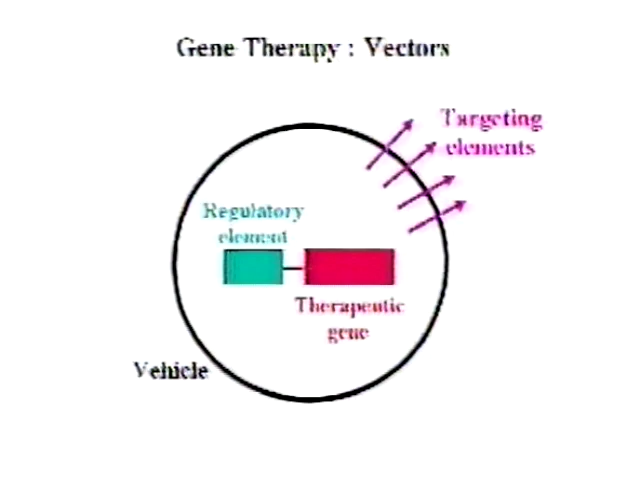 Gene Therapy : Vectors
Targeting
elements
Regulatory
element
Therapeutic
gene
Vehicle